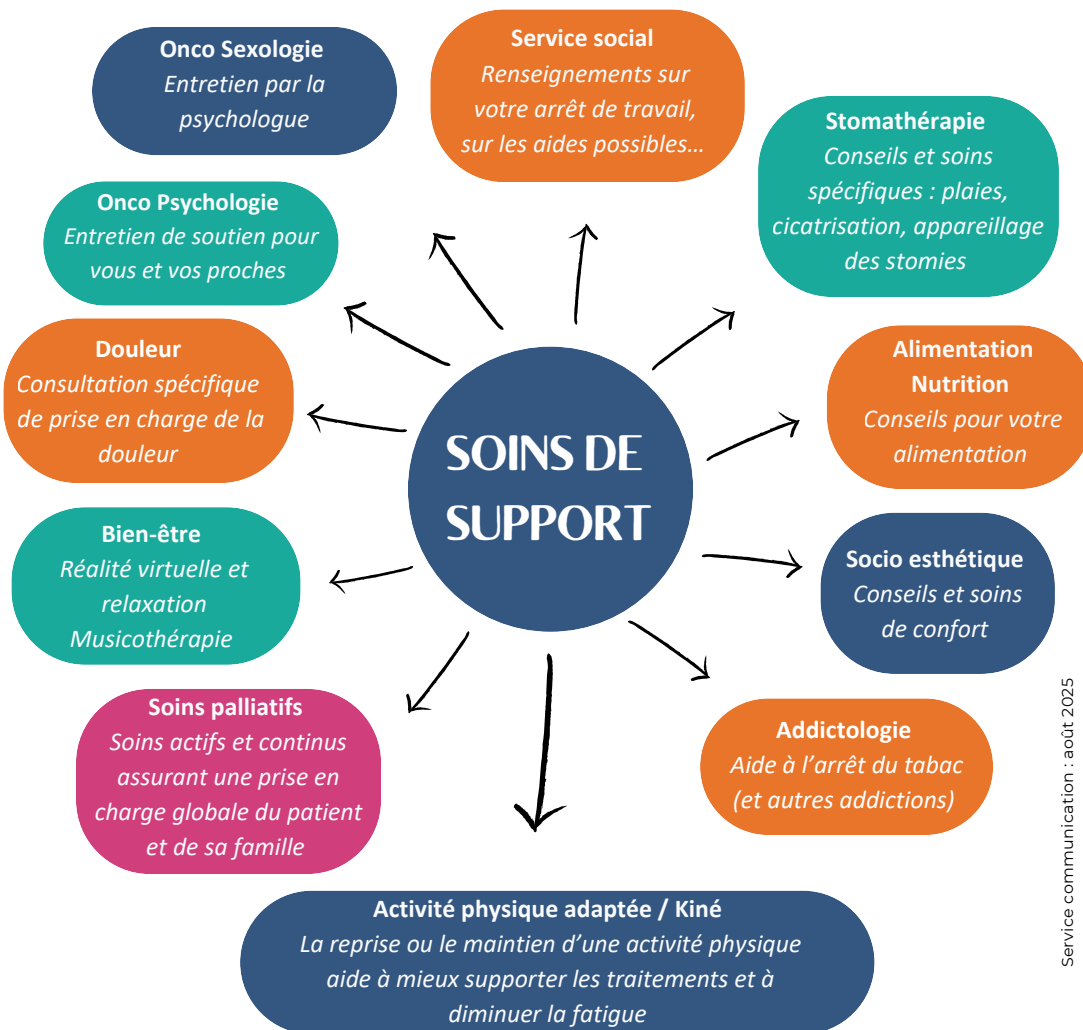 Onco Sexologie
Entretien par la
psychologue
Service social
Renseignements sur
votre arrêt de travail,
sur les aides possibles…
Stomathérapie
Conseils et soins
spécifiques : plaies,
cicatrisation, appareillage
des stomies
Onco Psychologie
Entretien de soutien pour
vous et vos proches
Douleur
Consultation spécifique
de prise en charge de la
douleur
SOINS DE
SUPPORT
Alimentation
Nutrition
Conseils pour votre
alimentation
Bien-être
Réalité virtuelle et
relaxation
Musicothérapie
Socio esthétique
Conseils et soins
de confort
Soins palliatifs
Soins actifs et continus
assurant une prise en
charge globale du patient
et de sa famille
Addictologie
Aide à l’arrêt du tabac
(et autres addictions)
Activité physique adaptée / Kiné
La reprise ou le maintien d’une activité physique
aide à mieux supporter les traitements et à
diminuer la fatigue
Service communication : août 2025